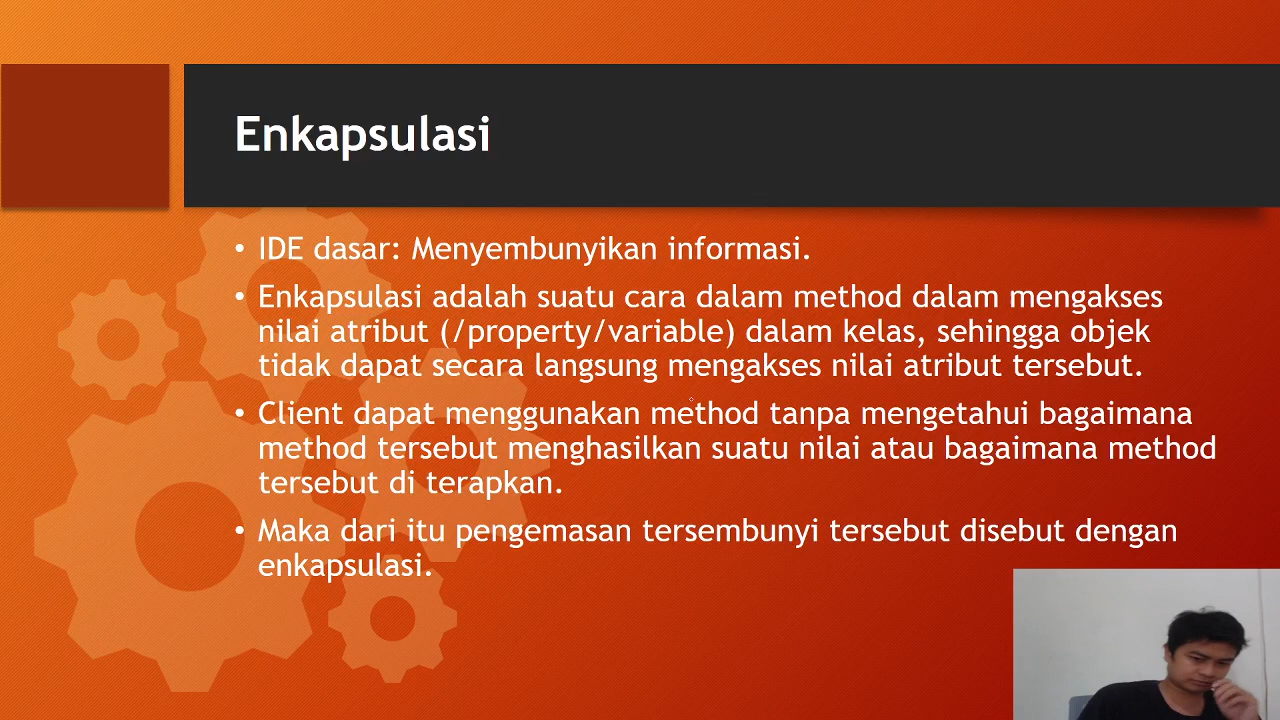 Enkapsulasi
• IDE dasar: Menyembunyikan informasi.
• Enkapsulasi adalah suatu cara dalam method dalam mengakses
nilai atribut (/property/variable) dalam kelas, sehingga objek
tidak dapat secara langsung mengakses nilai atribut tersebut.
• Client dapat menggunakan method tanpa mengetahui bagaimana
method tersebut menghasilkan suatu nilai atau bagaimana method
tersebut di terapkan.
• Maka dari itu pengemasan tersembunyi tersebut disebut dengan
enkapsulasi.